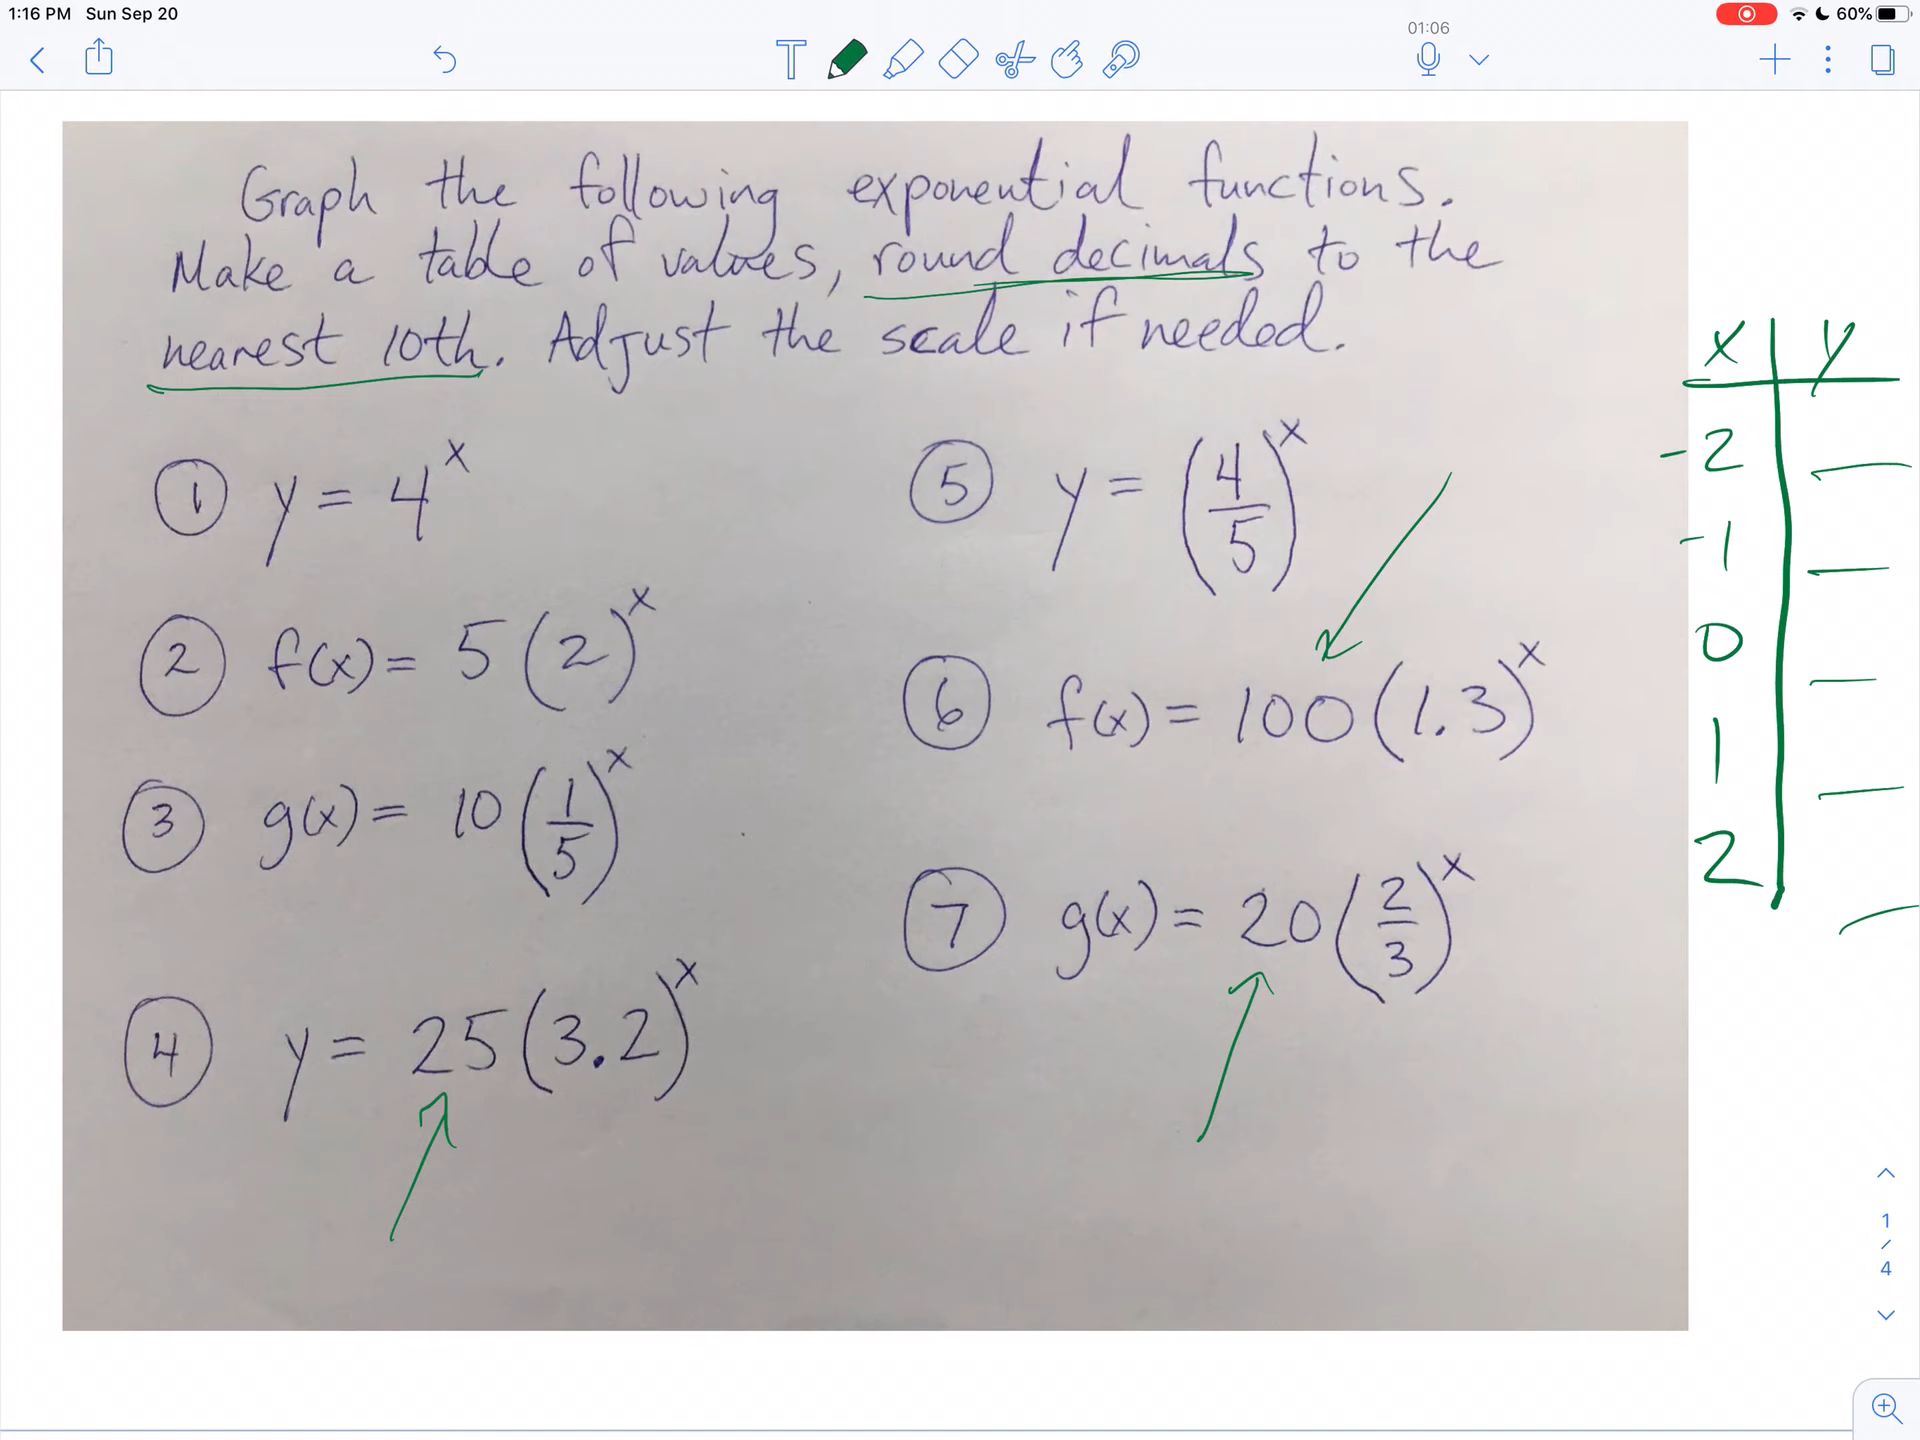 1:16 PM Sun Sep 20
60%
01:06
Graph the following exponential functions.
Make a table of values, round decimals to the
nearest 10th. Adjust the scale if needed.
① y = 4^x
② f(x) = 5(2)^x
③ g(x) = 10(1/5)^x
④ y = 25(3.2)^x
⑤ y = (4/5)^x
⑥ f(x) = 100(1.3)^x
⑦ g(x) = 20(2/3)^x
x y
-2
-1
0
1
2
1
/
4